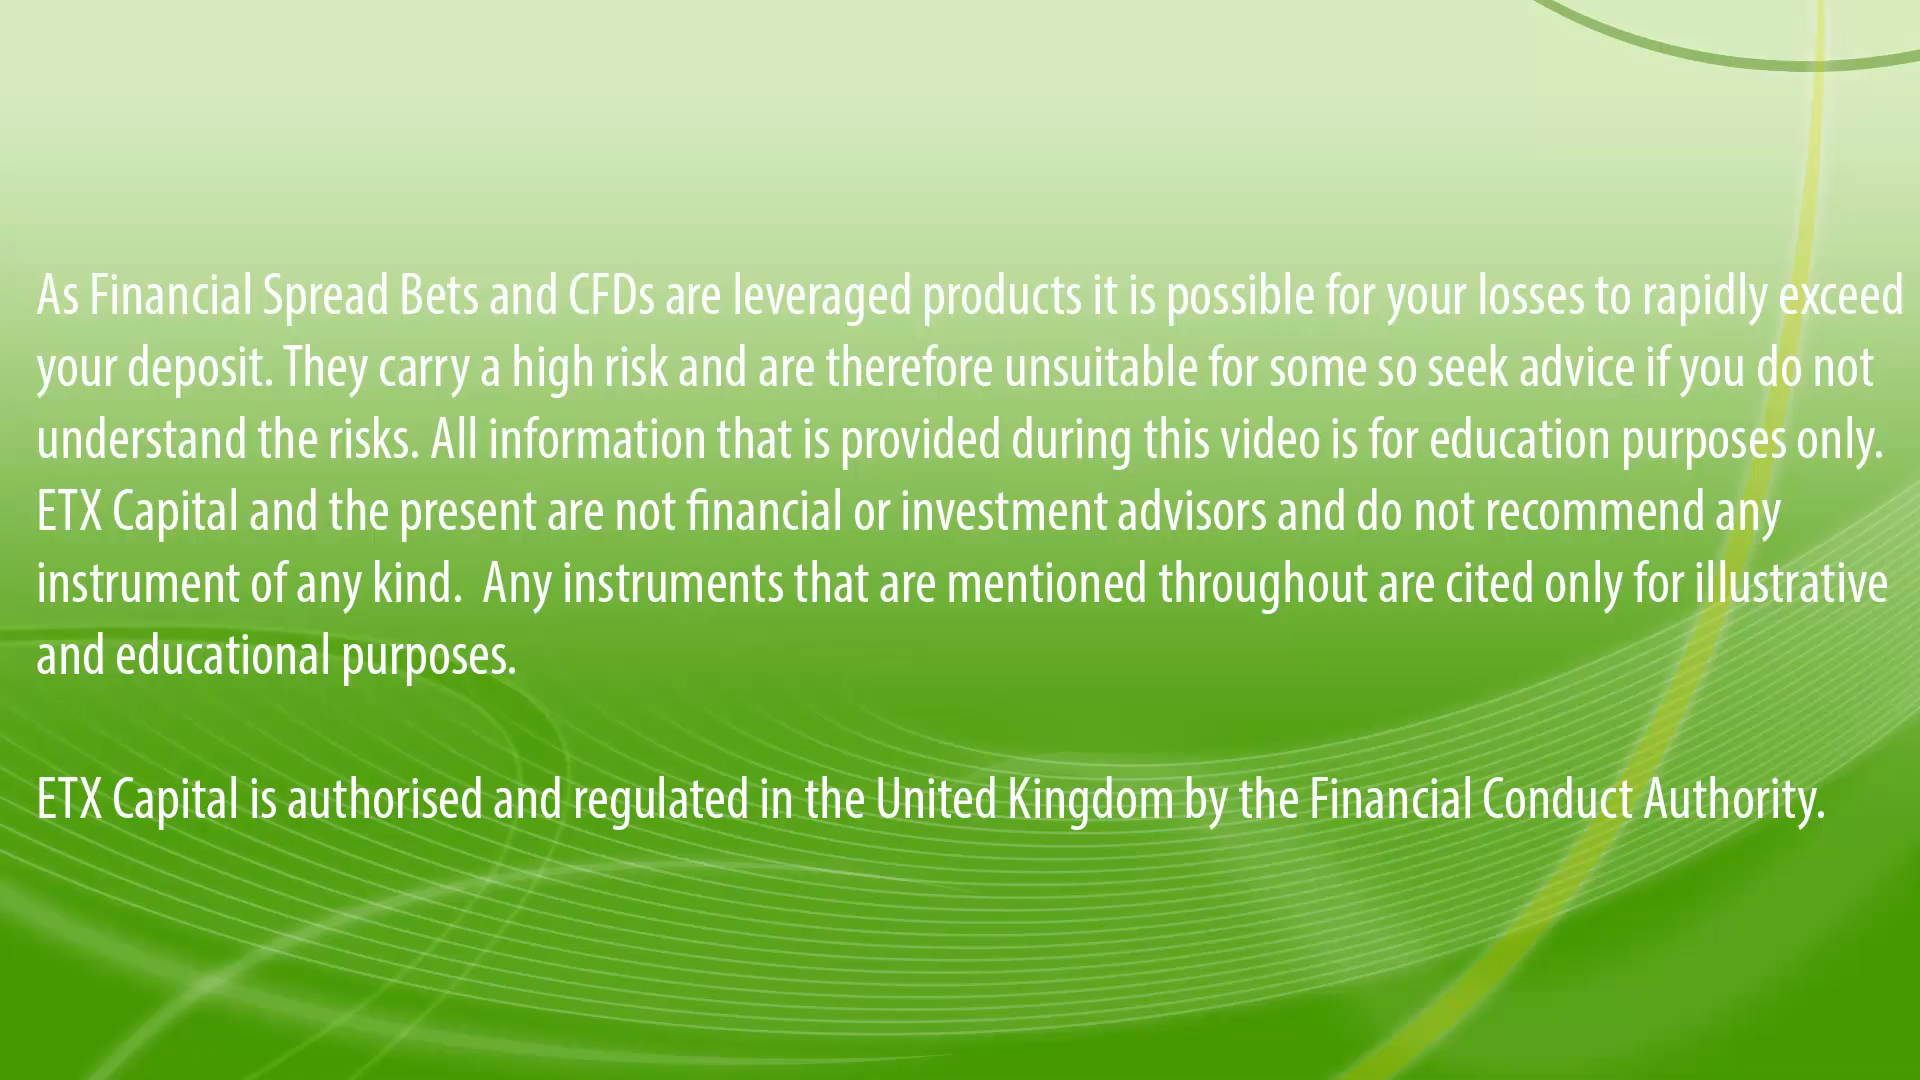 As Financial Spread Bets and CFDs are leveraged products it is possible for your losses to rapidly exceed
your deposit. They carry a high risk and are therefore unsuitable for some so seek advice if you do not
understand the risks. All information that is provided during this video is for education purposes only.
ETX Capital and the present are not financial or investment advisors and do not recommend any
instrument of any kind.  Any instruments that are mentioned throughout are cited only for illustrative
and educational purposes.
ETX Capital is authorised and regulated in the United Kingdom by the Financial Conduct Authority.